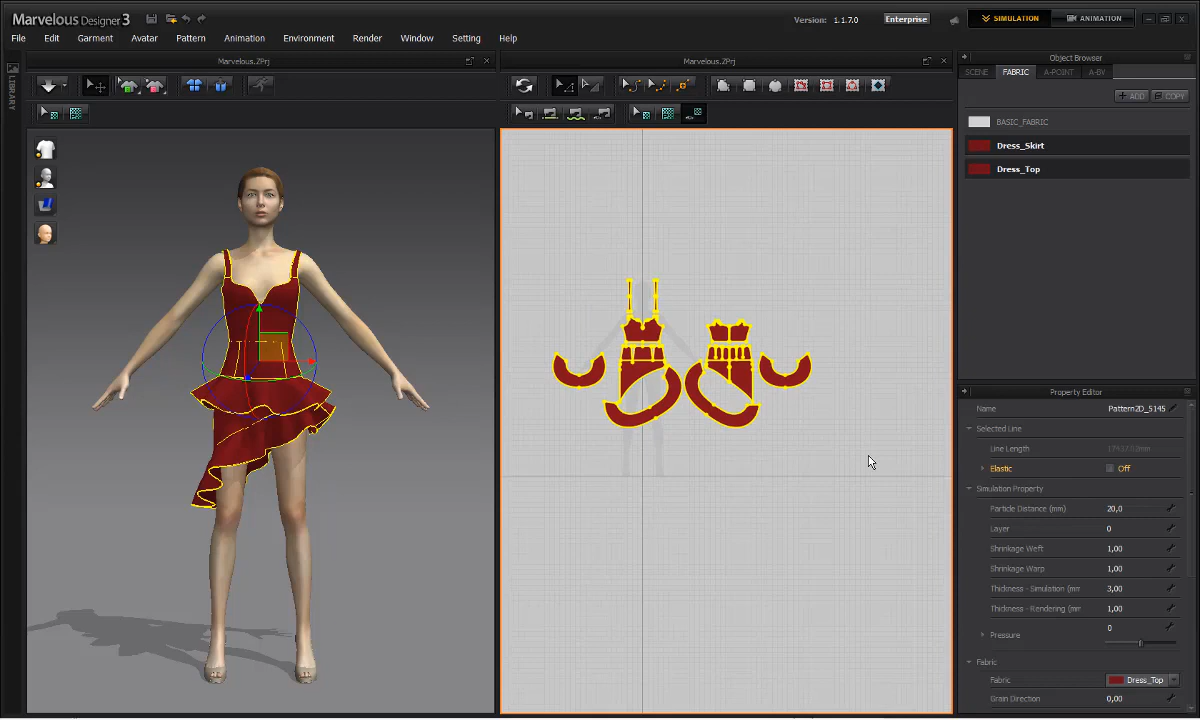 Marvelous Designer 3
Version: 1.1.7.0
Enterprise
SIMULATION
ANIMATION
File Edit Garment Avatar Pattern Animation Environment Render Window Setting Help
Marvelous.ZPrj
Marvelous.ZPrj
Object Browser
LIBRARY
SCENE FABRIC A-POINT A-BV
+ ADD COPY
BASIC_FABRIC
Dress_Skirt
Dress_Top
Property Editor
Name Pattern2D_5145
Selected Line
Line Length
Elastic Off
Simulation Property
Particle Distance (mm) 20,0
Layer 0
Shrinkage Weft 1,00
Shrinkage Warp 1,00
Thickness - Simulation (mm 3,00
Thickness - Rendering (mm 1,00
Pressure 0
Fabric
Fabric Dress_Top
Grain Direction 0,00